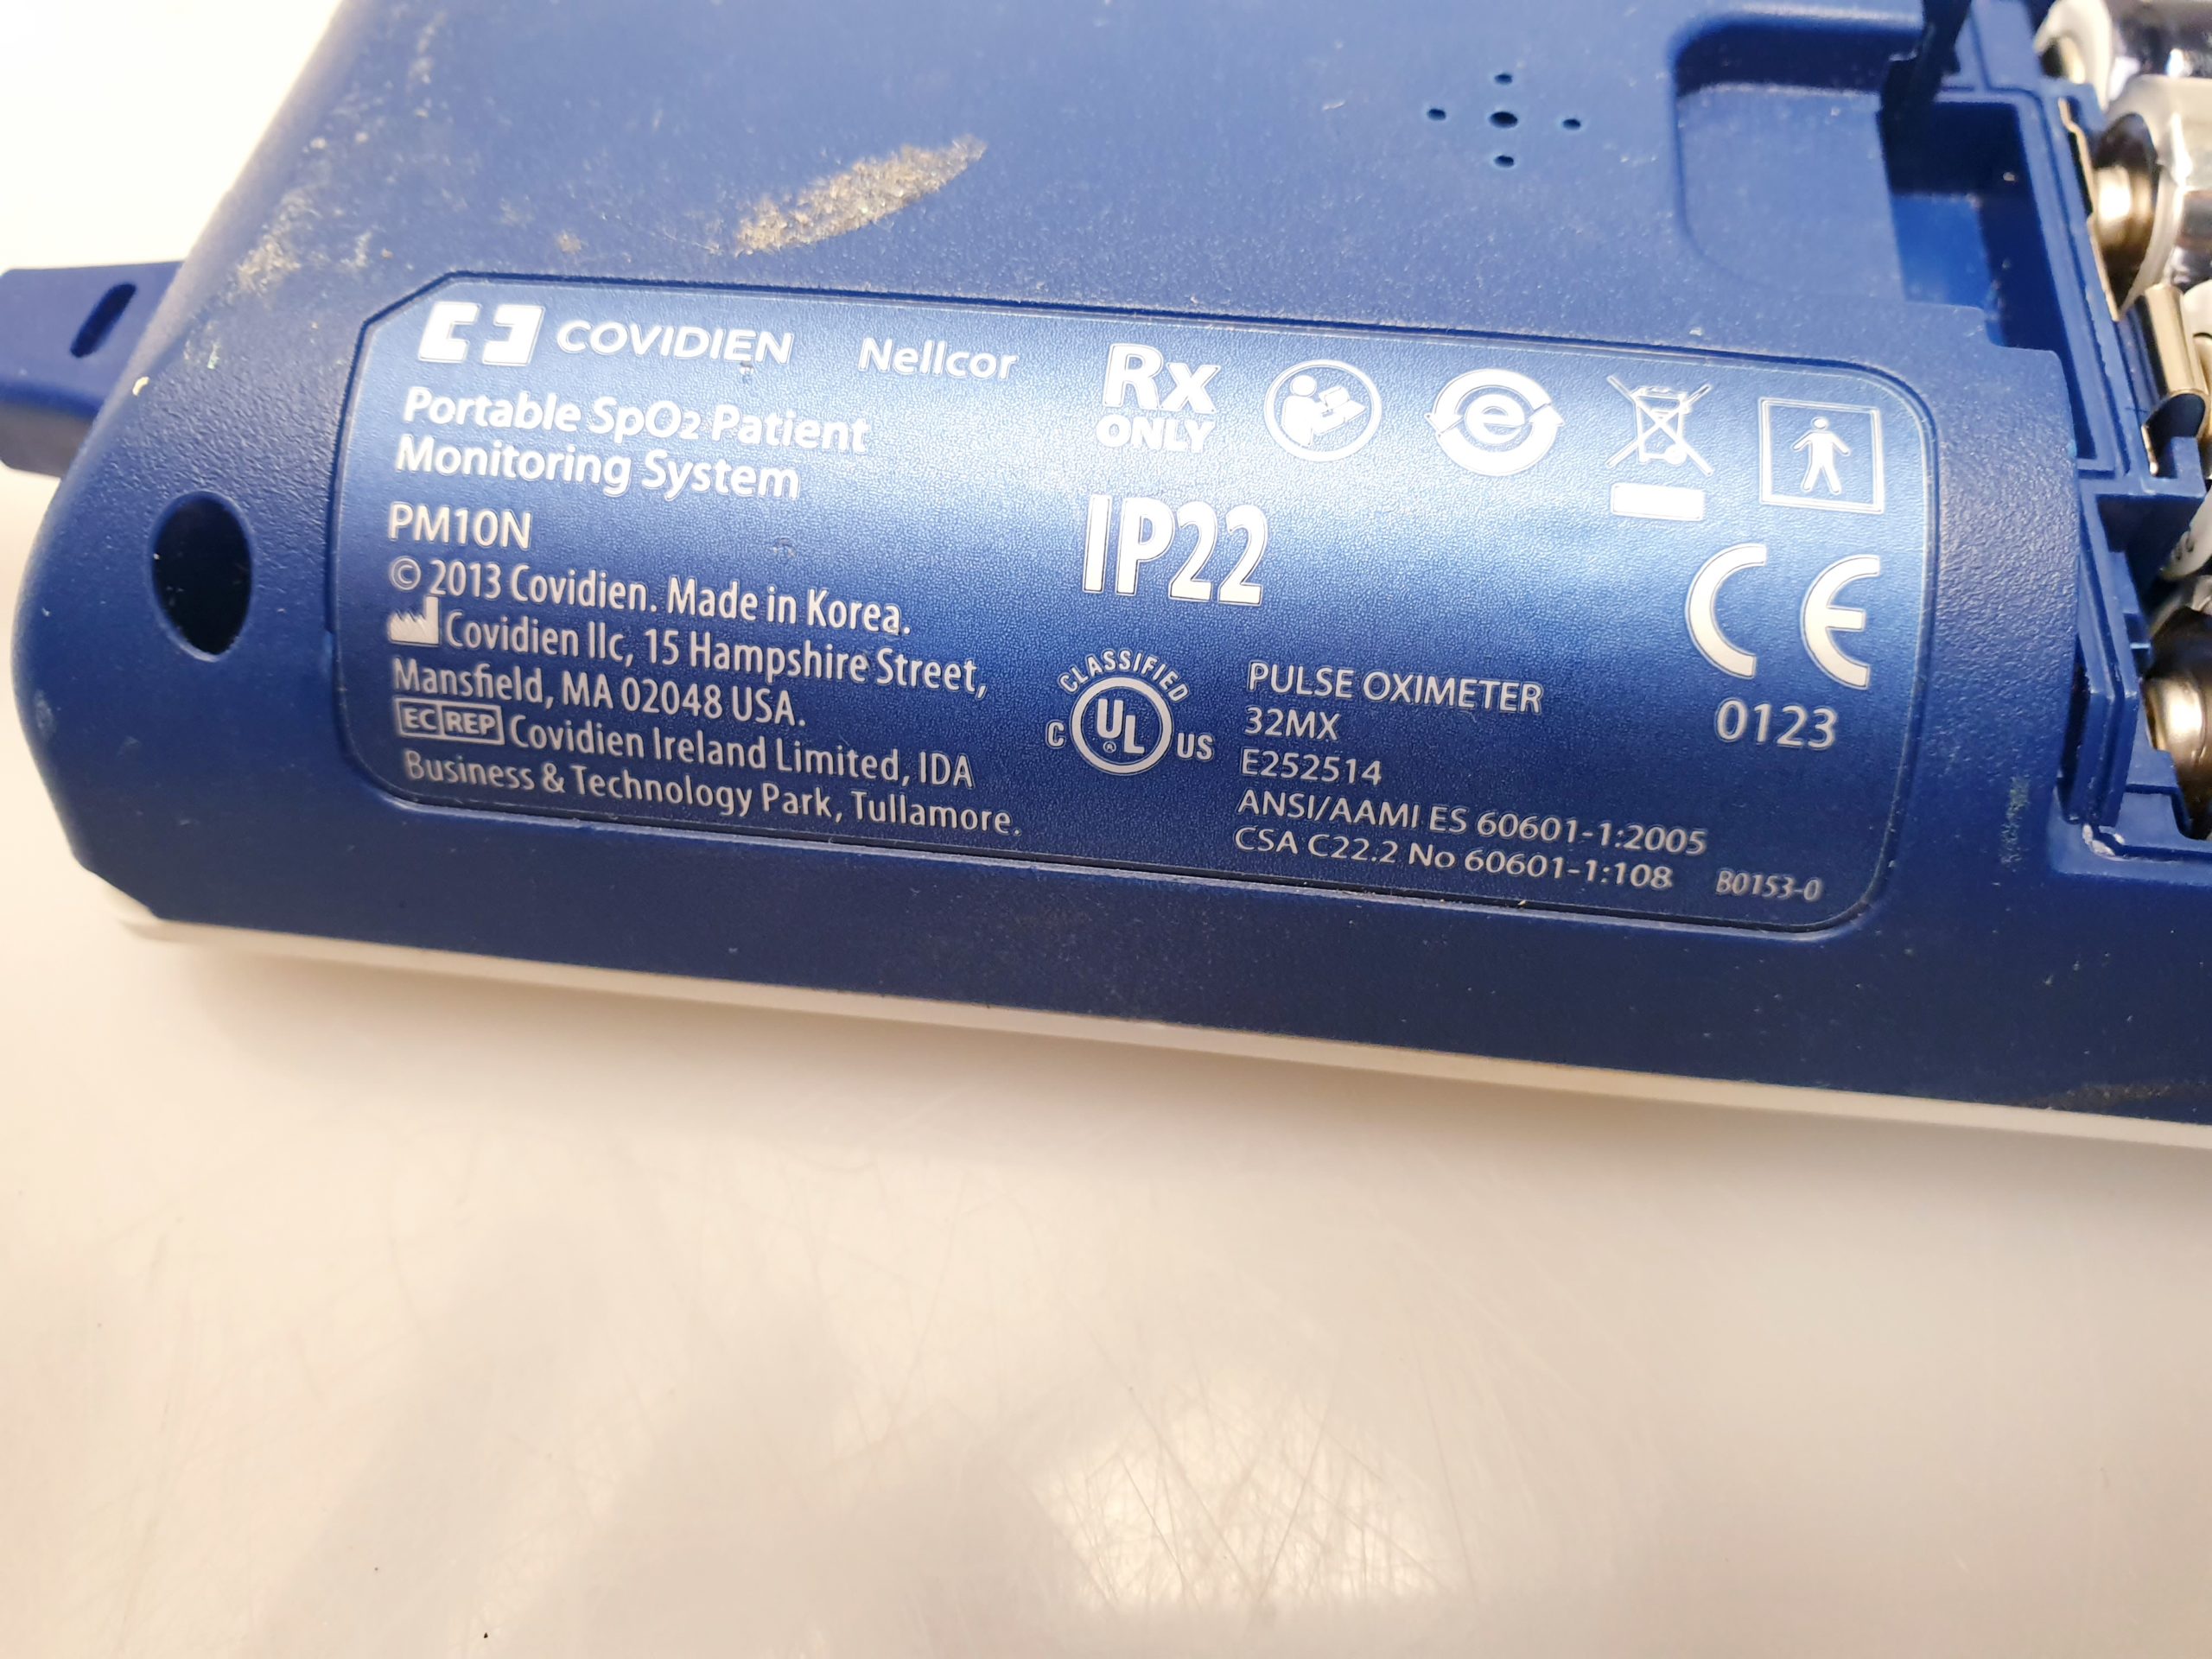 COVIDIEN Nellcor
Portable SpO2 Patient
Monitoring System
PM10N
© 2013 Covidien. Made in Korea.
Covidien llc, 15 Hampshire Street,
Mansfield, MA 02048 USA.
EC REP Covidien Ireland Limited, IDA
Business & Technology Park, Tullamore.
Rx
ONLY
e
IP22
CE
0123
CLASSIFIED
C UL ® US
PULSE OXIMETER
32MX
E252514
ANSI/AAMI ES 60601-1:2005
CSA C22.2 No 60601-1:108
B0153-0